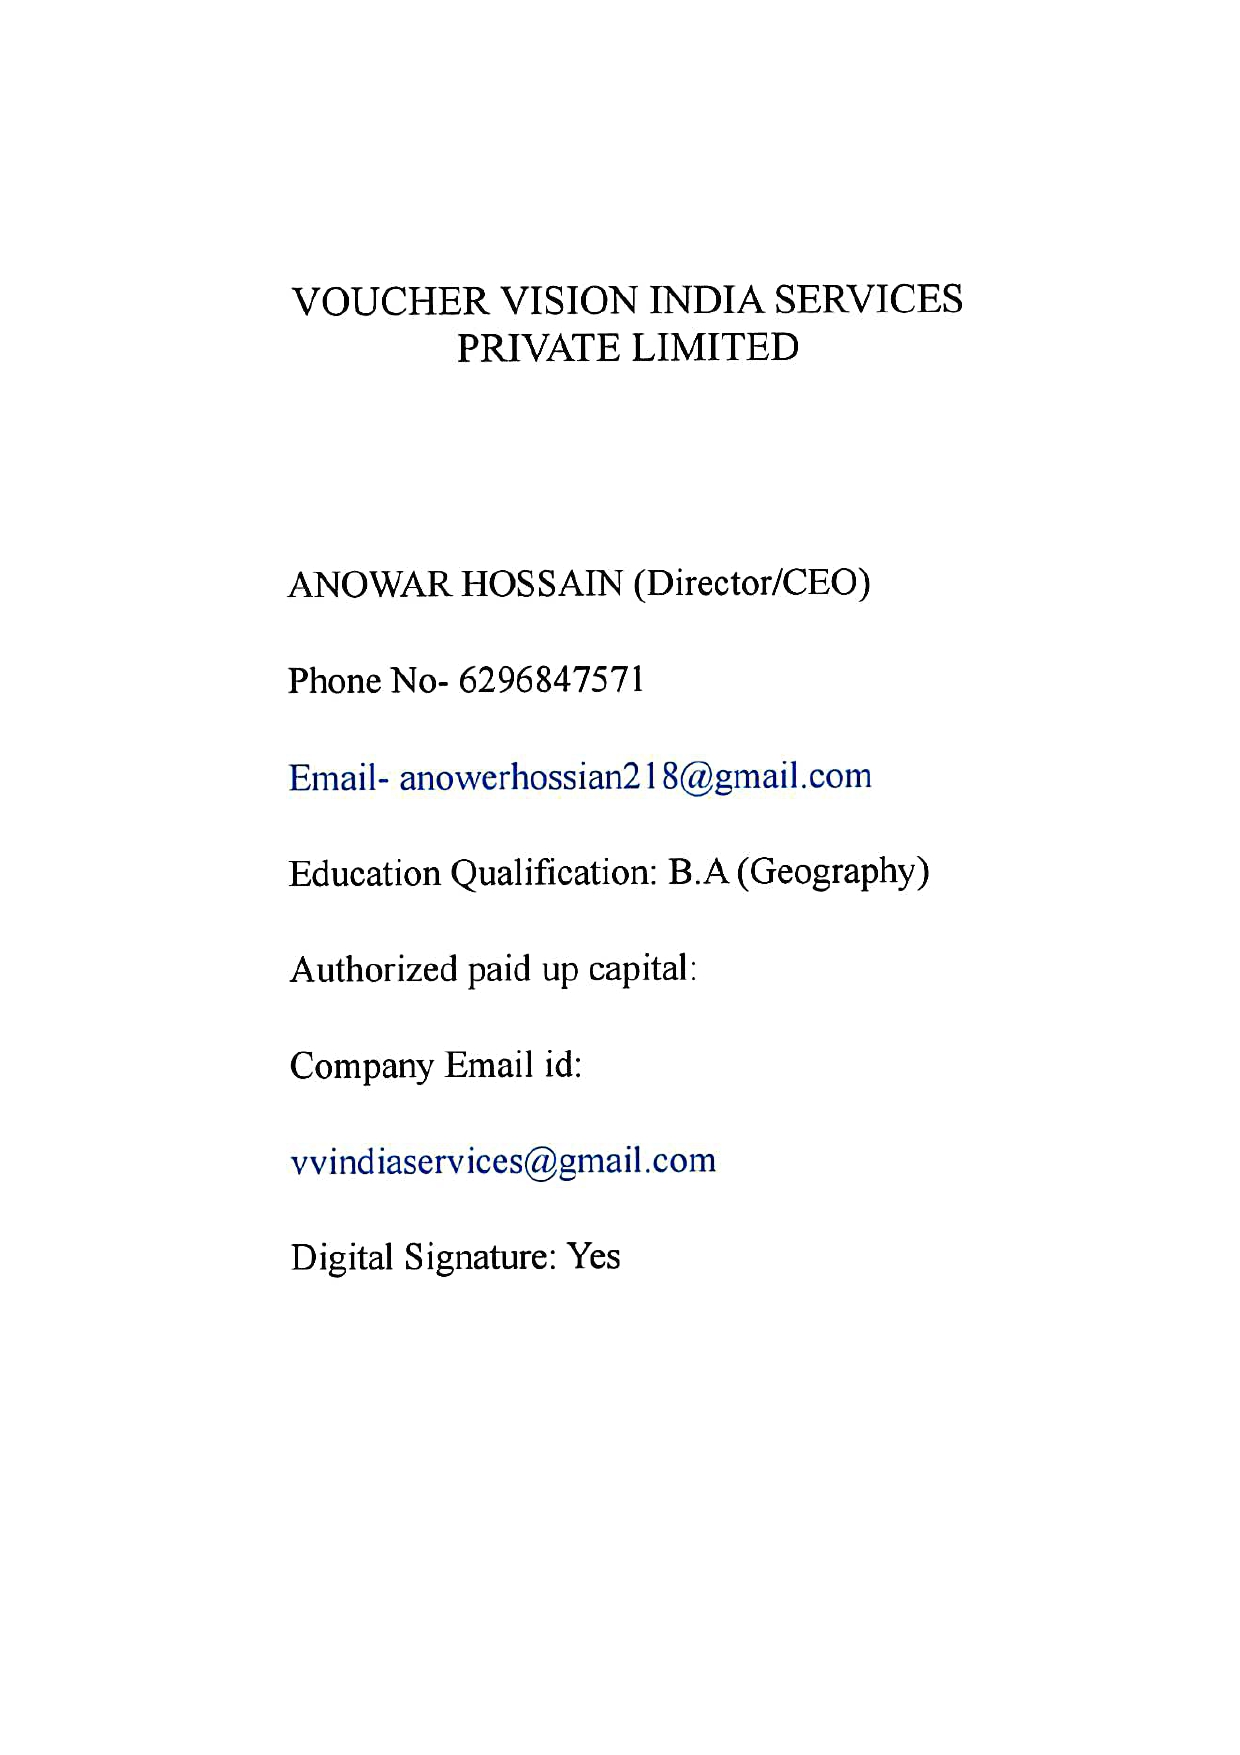 VOUCHER VISION INDIA SERVICES
PRIVATE LIMITED
ANOWAR HOSSAIN (Director/CEO)
Phone No- 6296847571
Email- anowerhossian218@gmail.com
Education Qualification: B.A (Geography)
Authorized paid up capital:
Company Email id:
vvindiaservices@gmail.com
Digital Signature: Yes